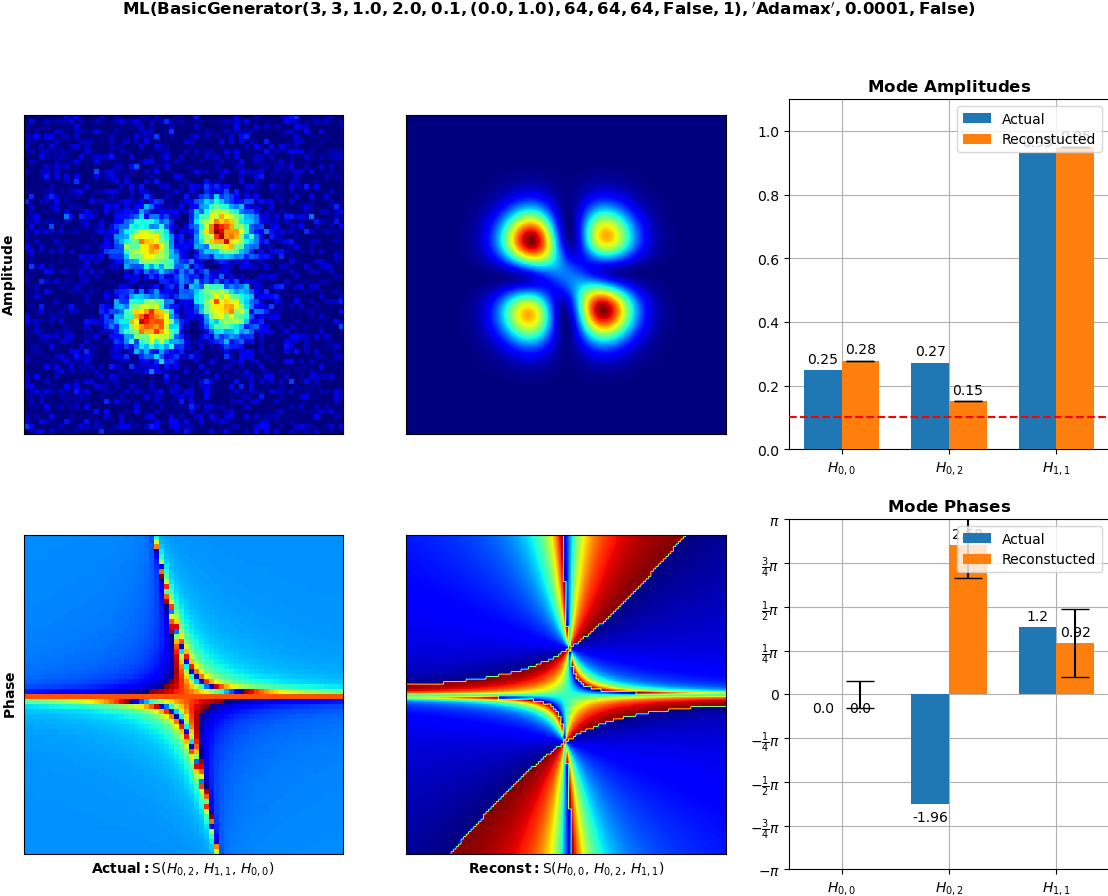 ML(BasicGenerator(3, 3, 1.0, 2.0, 0.1, (0.0, 1.0), 64, 64, 64, False, 1), ′Adamax′, 0.0001, False)
Amplitude
Mode Amplitudes
Actual
Reconstucted
1.0
0.8
0.6
0.4
0.2
0.0
0.25
0.28
0.27
0.15
H0,0
H0,2
H1,1
Phase
Actual: S(H0,2, H1,1, H0,0)
Reconst: S(H0,0, H0,2, H1,1)
Mode Phases
Actual
Reconstucted
π
3/4π
1/2π
1/4π
0
−1/4π
−1/2π
−3/4π
−π
0.0
-0.0
-1.96
1.2
0.92
H0,0
H0,2
H1,1